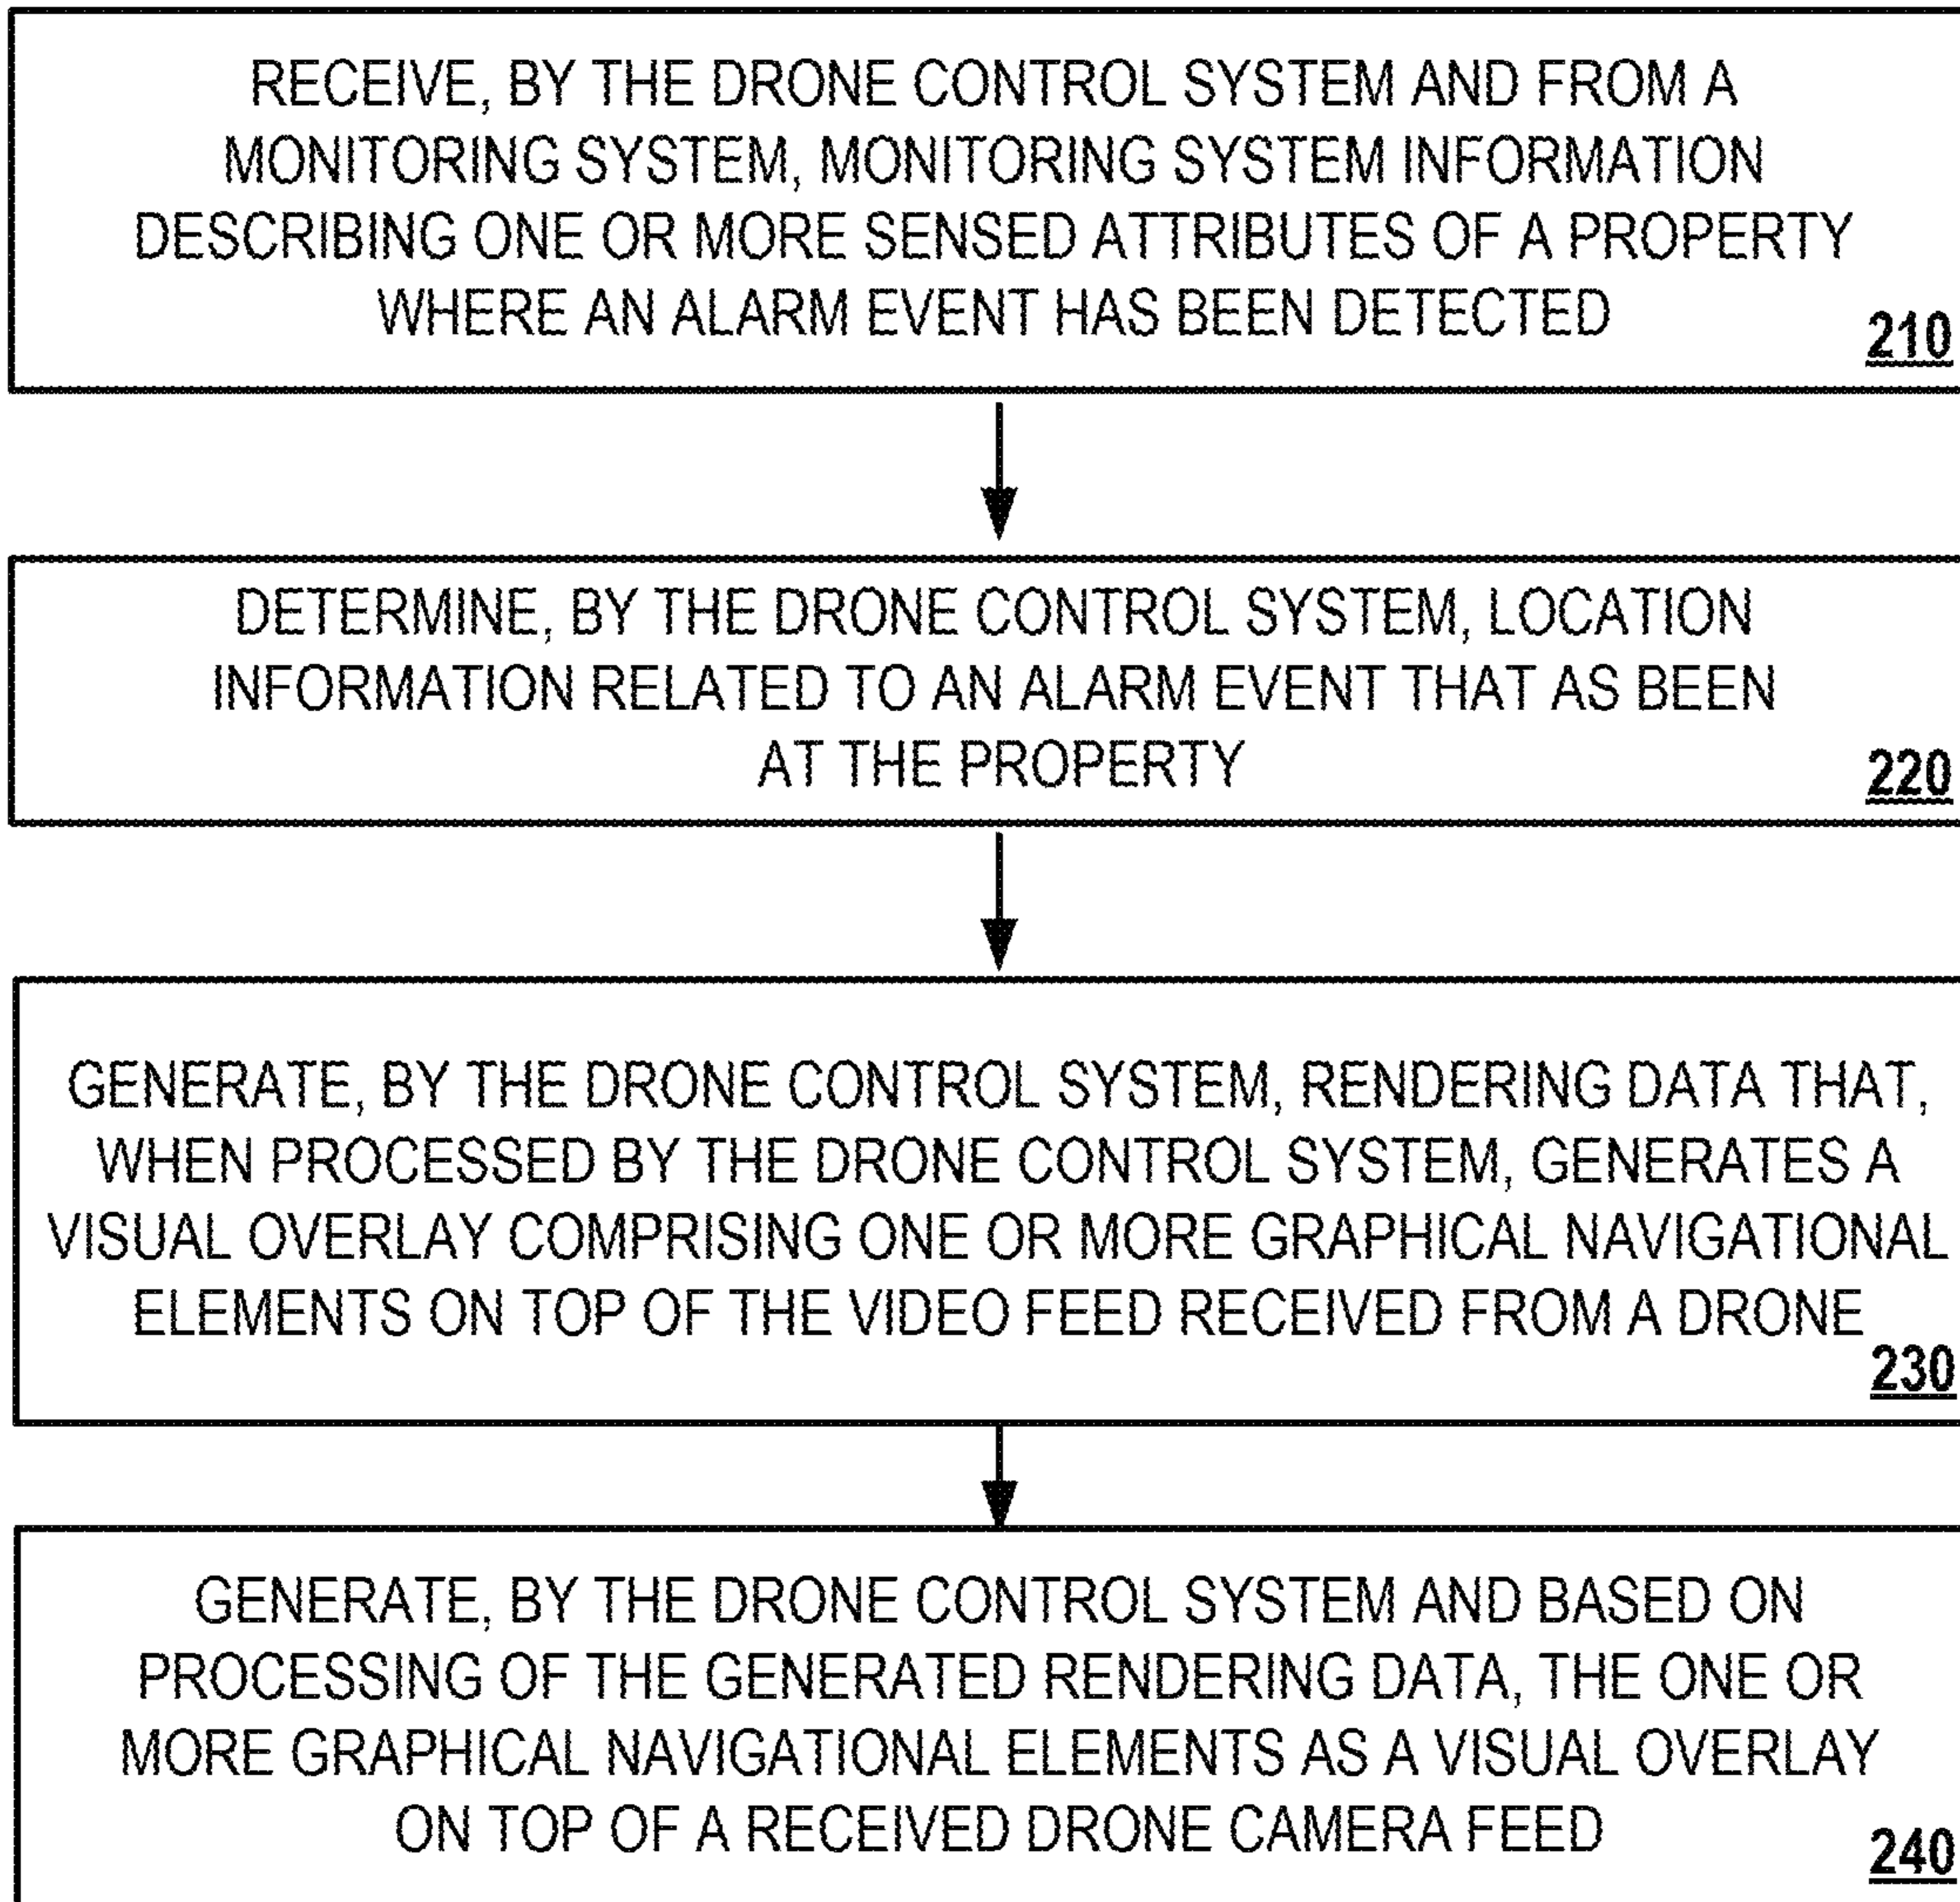 RECEIVE, BY THE DRONE CONTROL SYSTEM AND FROM A
MONITORING SYSTEM, MONITORING SYSTEM INFORMATION
DESCRIBING ONE OR MORE SENSED ATTRIBUTES OF A PROPERTY
WHERE AN ALARM EVENT HAS BEEN DETECTED
210
DETERMINE, BY THE DRONE CONTROL SYSTEM, LOCATION
INFORMATION RELATED TO AN ALARM EVENT THAT AS BEEN
AT THE PROPERTY
220
GENERATE, BY THE DRONE CONTROL SYSTEM, RENDERING DATA THAT,
WHEN PROCESSED BY THE DRONE CONTROL SYSTEM, GENERATES A
VISUAL OVERLAY COMPRISING ONE OR MORE GRAPHICAL NAVIGATIONAL
ELEMENTS ON TOP OF THE VIDEO FEED RECEIVED FROM A DRONE
230
GENERATE, BY THE DRONE CONTROL SYSTEM AND BASED ON
PROCESSING OF THE GENERATED RENDERING DATA, THE ONE OR
MORE GRAPHICAL NAVIGATIONAL ELEMENTS AS A VISUAL OVERLAY
ON TOP OF A RECEIVED DRONE CAMERA FEED
240